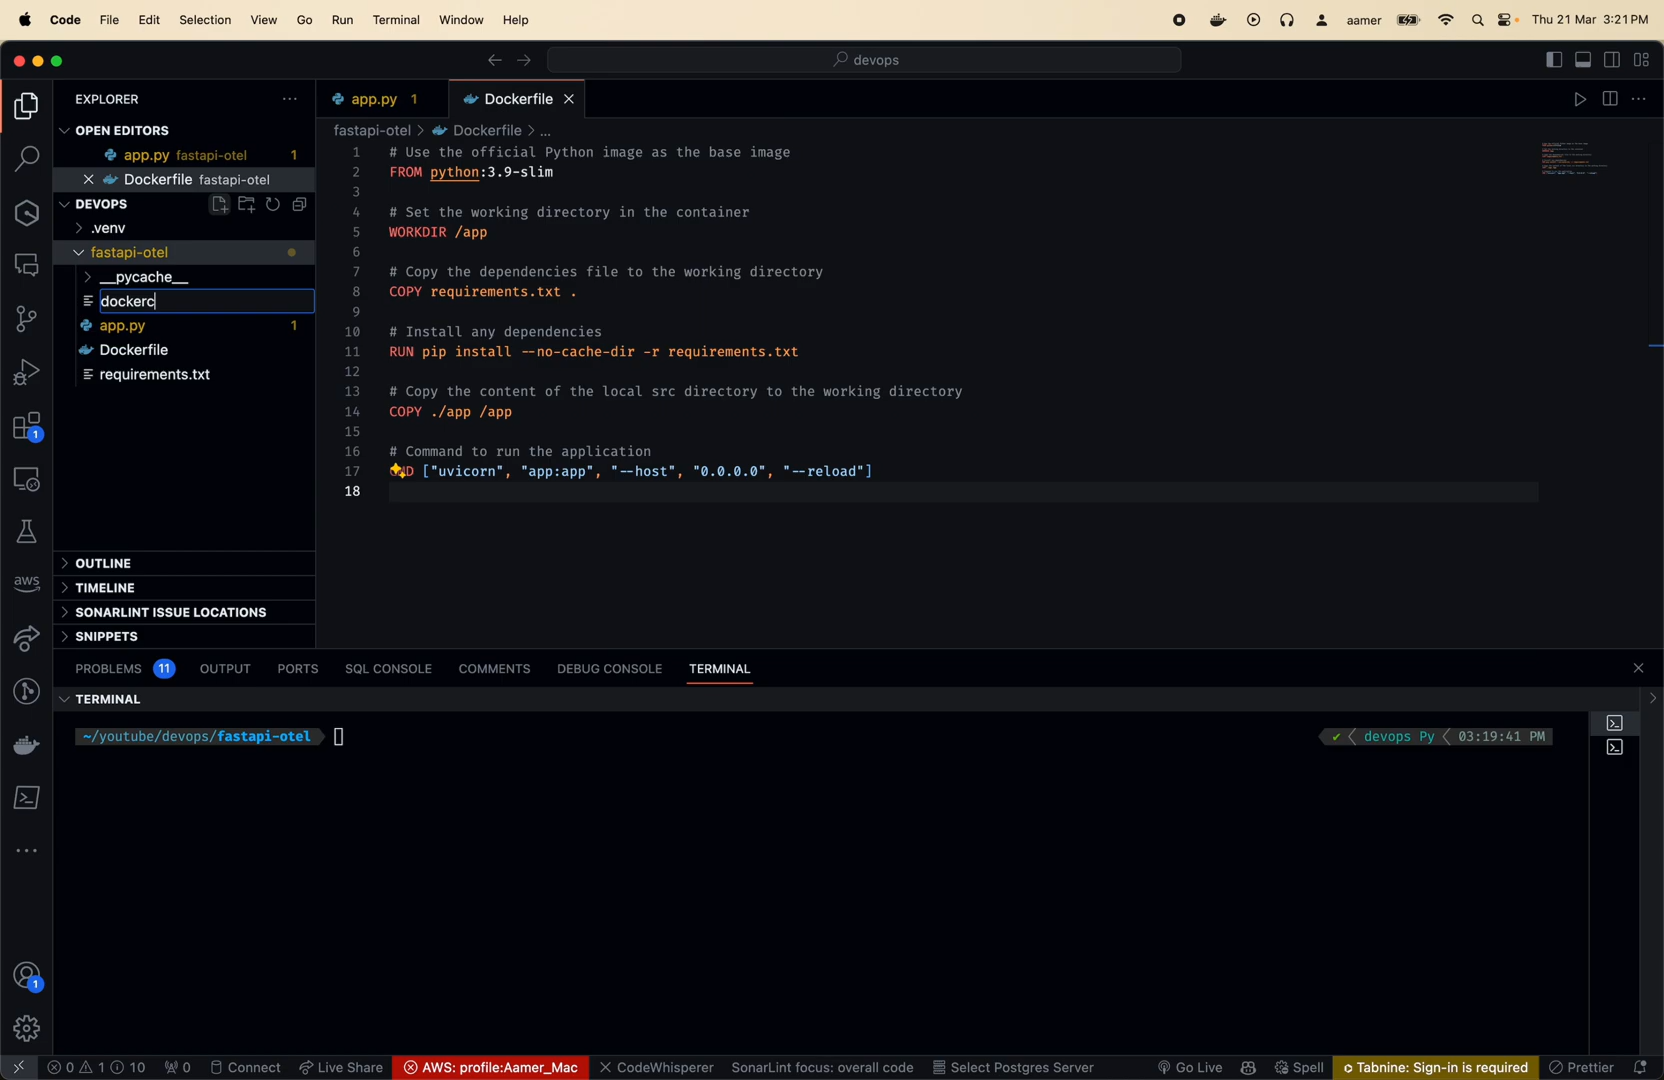 Code File Edit Selection View Go Run Terminal Window Help aamer Thu 21 Mar 3:21 PM
devops
EXPLORER
app.py 1 Dockerfile
OPEN EDITORS
app.py fastapi-otel 1
Dockerfile fastapi-otel
DEVOPS
.venv
fastapi-otel
__pycache__
dockerc
app.py 1
Dockerfile
requirements.txt
OUTLINE
TIMELINE
SONARLINT ISSUE LOCATIONS
SNIPPETS
fastapi-otel > Dockerfile > ...
1 # Use the official Python image as the base image
2 FROM python:3.9-slim
3
4 # Set the working directory in the container
5 WORKDIR /app
6
7 # Copy the dependencies file to the working directory
8 COPY requirements.txt .
9
10 # Install any dependencies
11 RUN pip install --no-cache-dir -r requirements.txt
12
13 # Copy the content of the local src directory to the working directory
14 COPY ./app /app
15
16 # Command to run the application
17 CMD ["uvicorn", "app:app", "--host", "0.0.0.0", "--reload"]
18
PROBLEMS 11 OUTPUT PORTS SQL CONSOLE COMMENTS DEBUG CONSOLE TERMINAL
TERMINAL
~/youtube/devops/fastapi-otel devops Py 03:19:41 PM
aws
1
1
0 1 10 0 Connect Live Share AWS: profile:Aamer_Mac CodeWhisperer SonarLint focus: overall code Select Postgres Server Go Live Spell Tabnine: Sign-in is required Prettier